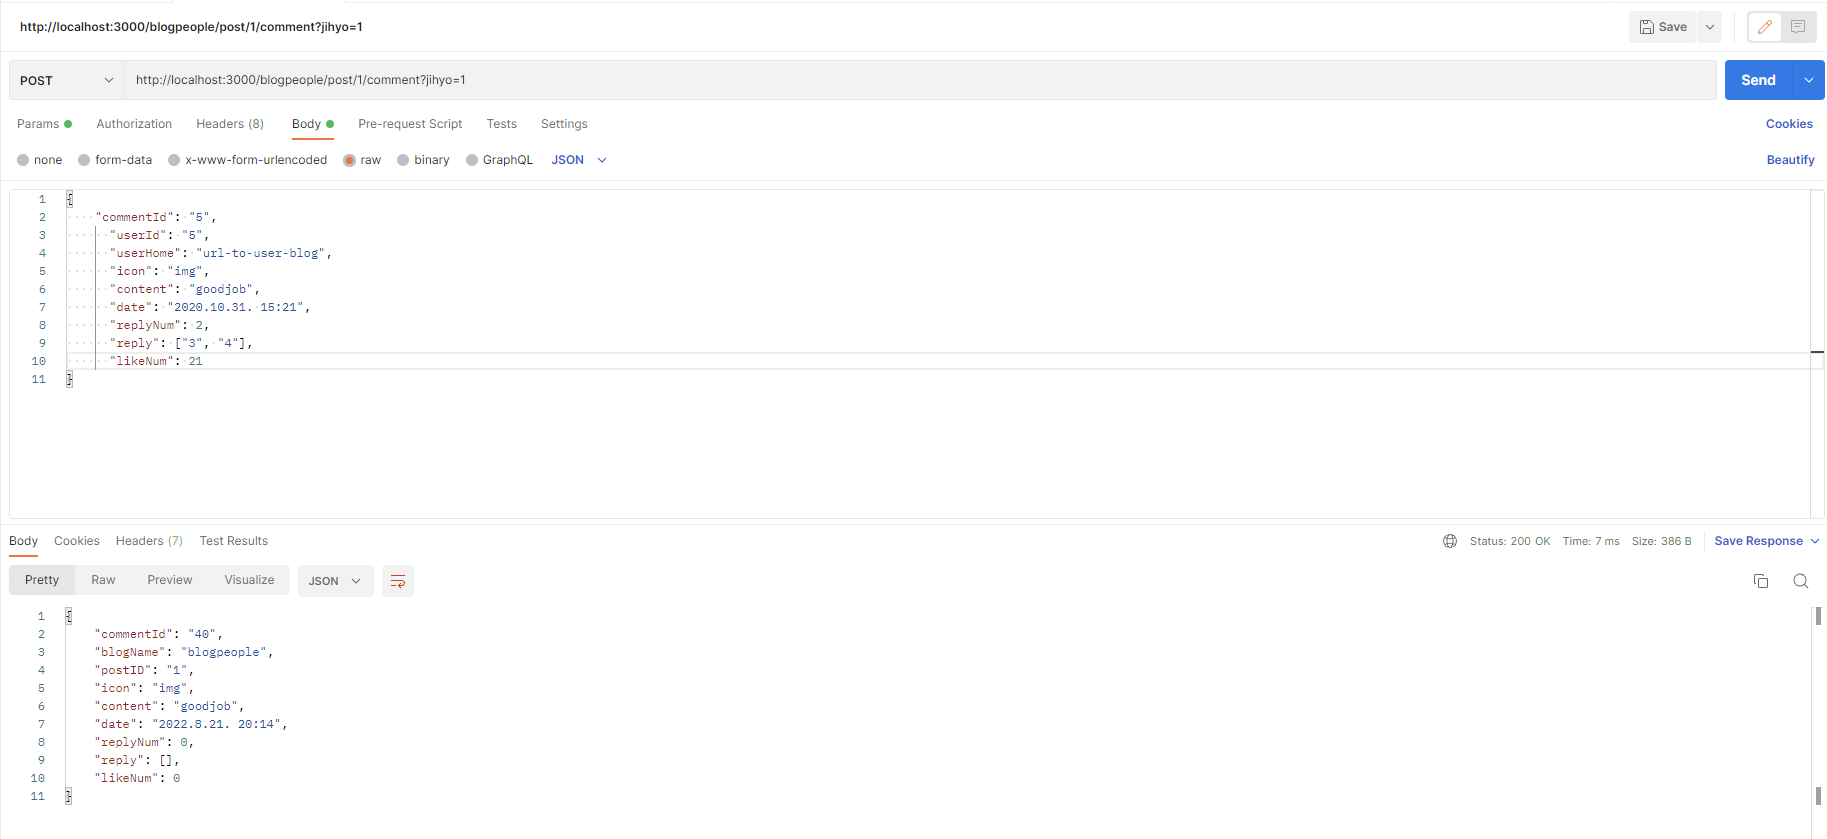 http://localhost:3000/blogpeople/post/1/comment?jihyo=1
Save
POST
http://localhost:3000/blogpeople/post/1/comment?jihyo=1
Send
Params Authorization Headers (8) Body Pre-request Script Tests Settings Cookies
none form-data x-www-form-urlencoded raw binary GraphQL JSON Beautify
1 {
2 "commentId": "5",
3 "userId": "5",
4 "userHome": "url-to-user-blog",
5 "icon": "img",
6 "content": "goodjob",
7 "date": "2020.10.31. 15:21",
8 "replyNum": 2,
9 "reply": ["3", "4"],
10 "likeNum": 21
11 }
Body Cookies Headers (7) Test Results Status: 200 OK Time: 7 ms Size: 386 B Save Response
Pretty Raw Preview Visualize JSON
1 {
2 "commentId": "40",
3 "blogName": "blogpeople",
4 "postID": "1",
5 "icon": "img",
6 "content": "goodjob",
7 "date": "2022.8.21. 20:14",
8 "replyNum": 0,
9 "reply": [],
10 "likeNum": 0
11 }